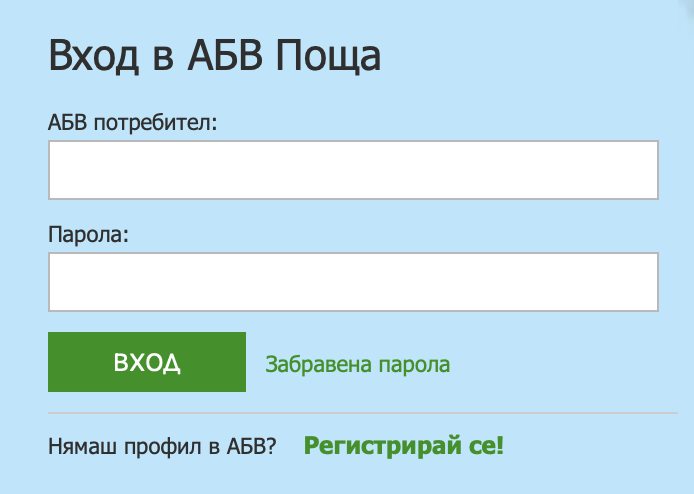 Вход в АБВ Поща
АБВ потребител:
Парола:
ВХОД
Забравена парола
Нямаш профил в АБВ? Регистрирай се!